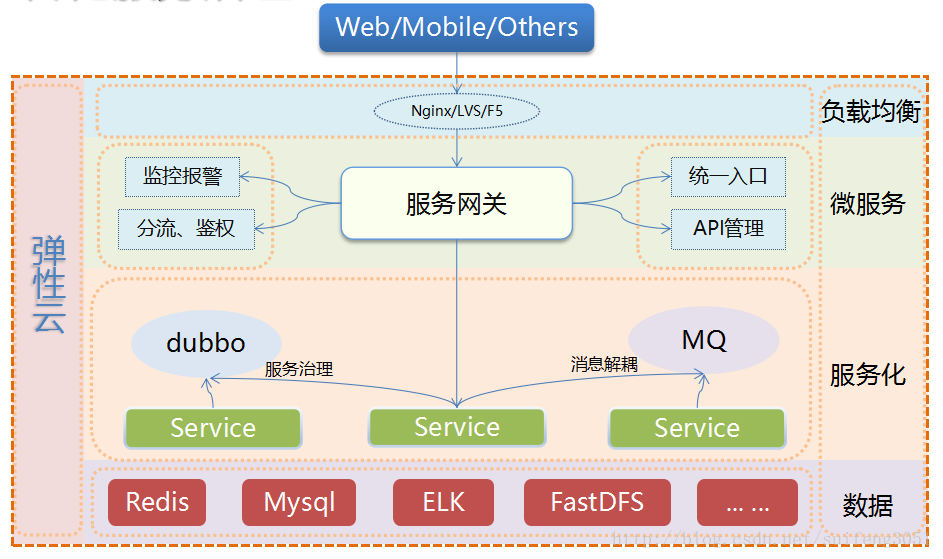 Web/Mobile/Others
Nginx/LVS/F5
负载均衡
监控报警
分流、鉴权
服务网关
统一入口
API管理
微服务
弹性云
dubbo
服务治理
消息解耦
MQ
服务化
Service
Service
Service
Redis
Mysql
ELK
FastDFS
... ...
数据